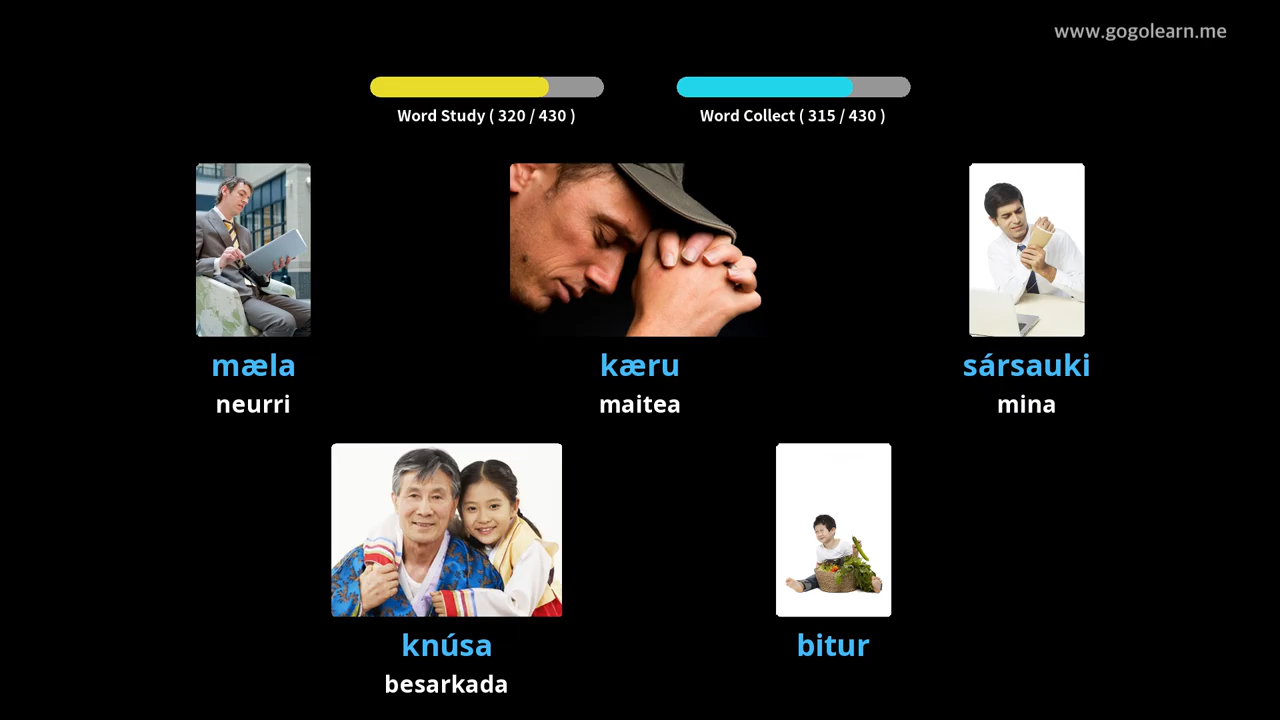 www.gogolearn.me
Word Study ( 320 / 430 )
Word Collect ( 315 / 430 )
mæla
neurri
kæru
maitea
sársauki
mina
knúsa
besarkada
bitur